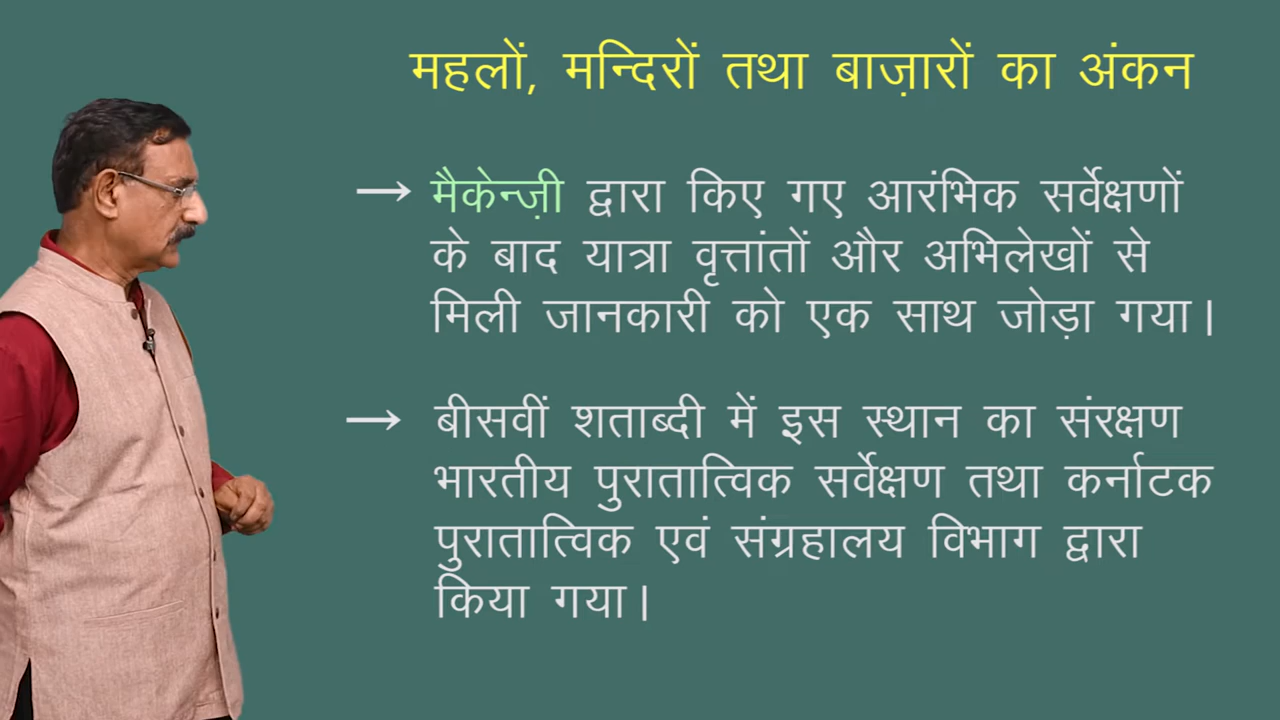 महलों, मन्दिरों तथा बाज़ारों का अंकन
→ मैकेन्ज़ी द्वारा किए गए आरंभिक सर्वेक्षणों
के बाद यात्रा वृत्तांतों और अभिलेखों से
मिली जानकारी को एक साथ जोड़ा गया।
→ बीसवीं शताब्दी में इस स्थान का संरक्षण
भारतीय पुरातात्विक सर्वेक्षण तथा कर्नाटक
पुरातात्विक एवं संग्रहालय विभाग द्वारा
किया गया।